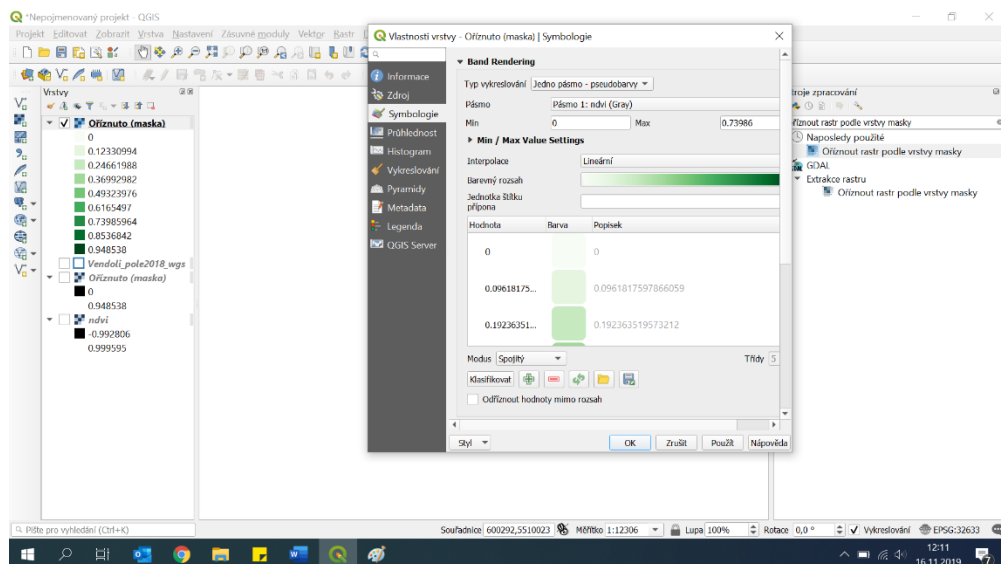 *Nepojmenovaný projekt - QGIS
Projekt Editovat Zobrazit Vrstva Nastavení Zásuvné moduly Vektor Rastr
Vrstvy
Oříznuto (maska)
0
0.12330994
0.24661988
0.36992982
0.49323976
0.6165497
0.73985964
0.8536842
0.948538
Vendoli_pole2018_wgs
Oříznuto (maska)
0
0.948538
ndvi
-0.992806
0.999595
Vlastnosti vrstvy - Oříznuto (maska) | Symbologie
Informace
Zdroj
Symbologie
Průhlednost
Histogram
Vykreslování
Pyramidy
Metadata
Legenda
QGIS Server
Band Rendering
Typ vykreslování Jedno pásmo - pseudobarvy
Pásmo Pásmo 1: ndvi (Gray)
Min 0 Max 0.73986
Min / Max Value Settings
Interpolace Lineární
Barevný rozsah
Jednotka štítku
přípona
Hodnota Barva Popisek
0 0
0.09618175... 0.0961817597866059
0.19236351... 0.192363519573212
Modus Spojitý Třídy 5
Klasifikovat
Odříznout hodnoty mimo rozsah
Styl OK Zrušit Použít Nápověda
troje zpracování
říznout rastr podle vrstvy masky
Naposledy použité
Oříznout rastr podle vrstvy masky
GDAL
Extrakce rastru
Oříznout rastr podle vrstvy masky
Pište pro vyhledání (Ctrl+K)
Souřadnice 600292,5510023 Měřítko 1:12306 Lupa 100% Rotace 0,0 ° Vykreslování EPSG:32633
12:11
16.11.2019